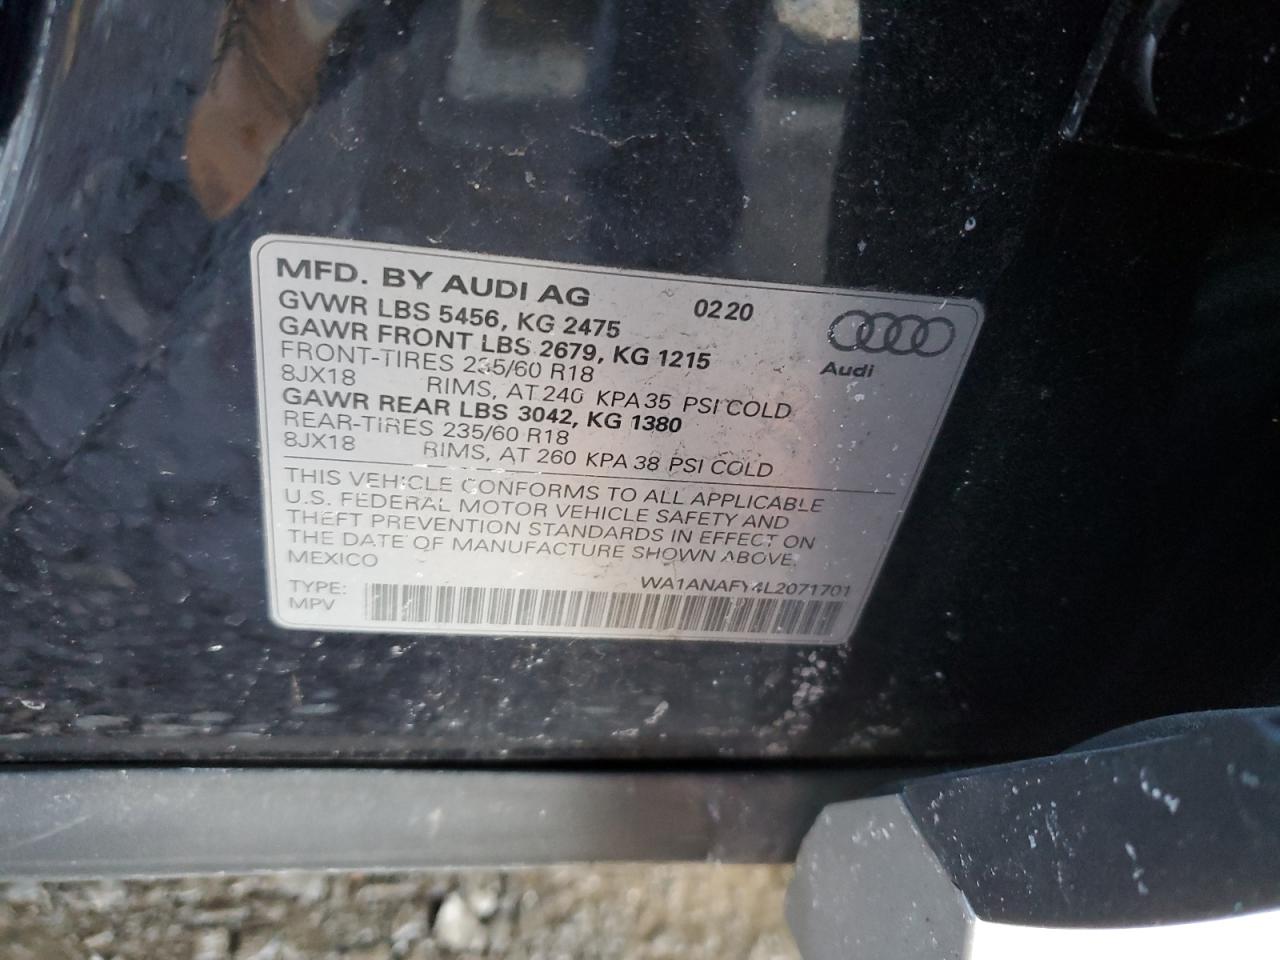 MFD. BY AUDI AG 02 20
GVWR LBS 5456, KG 2475
GAWR FRONT LBS 2679, KG 1215
FRONT-TIRES 235/60 R18
8JX18 RIMS, AT 240 KPA 35 PSI COLD
GAWR REAR LBS 3042, KG 1380
REAR-TIRES 235/60 R18
8JX18 RIMS, AT 260 KPA 38 PSI COLD
Audi
THIS VEHICLE CONFORMS TO ALL APPLICABLE
U.S. FEDERAL MOTOR VEHICLE SAFETY AND
THEFT PREVENTION STANDARDS IN EFFECT ON
THE DATE OF MANUFACTURE SHOWN ABOVE.
MEXICO
WA1ANAFY4L2071701
TYPE:
MPV